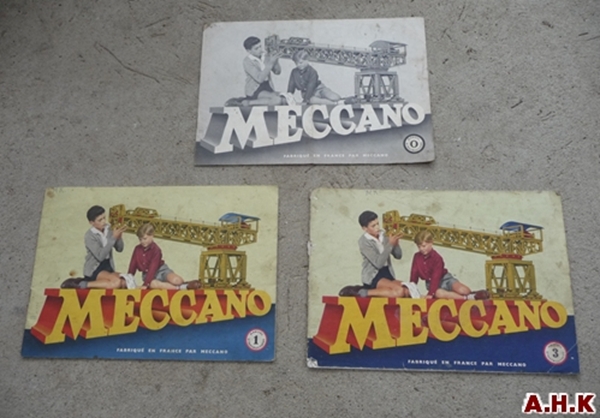 MECCANO
FABRIQUÉ EN FRANCE PAR MECCANO
0
MECCANO
FABRIQUÉ EN FRANCE PAR MECCANO
1
MECCANO
FABRIQUÉ EN FRANCE PAR MECCANO
3
A.H.K